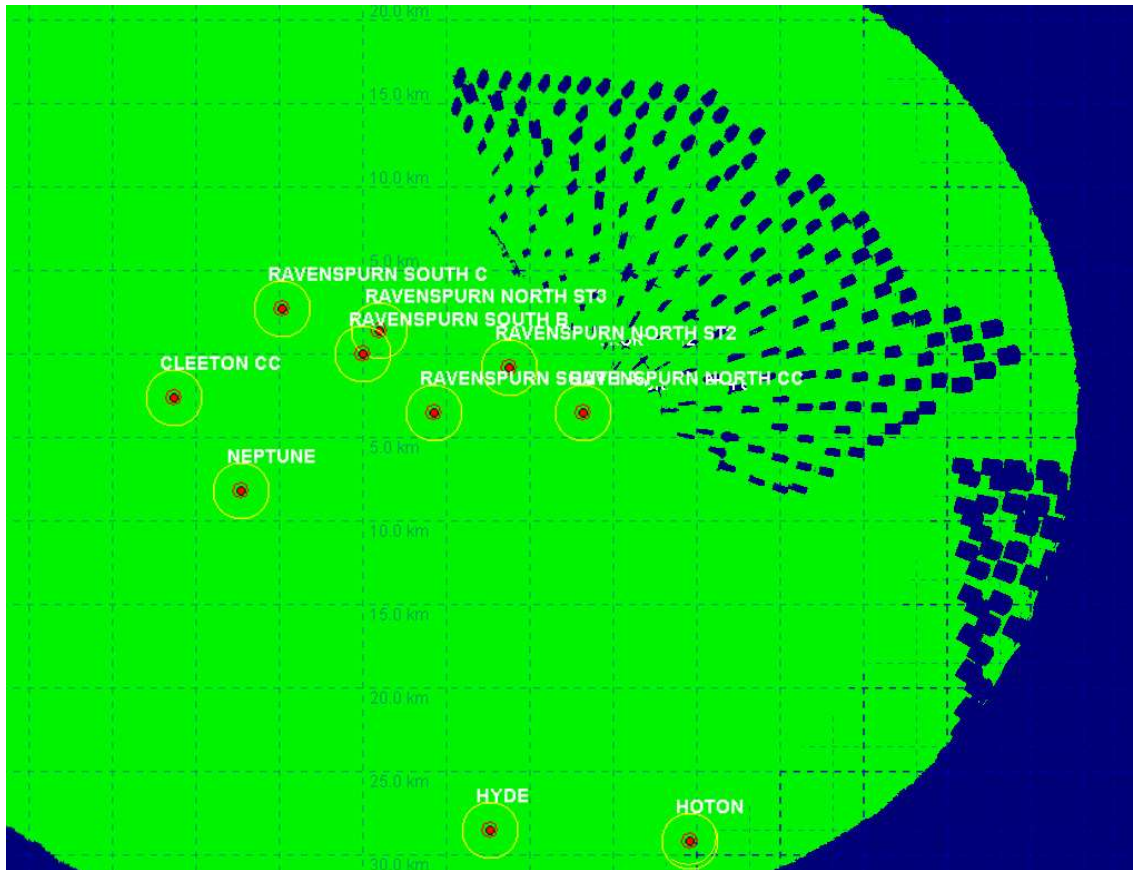 20.0 km
15.0 km
10.0 km
5.0 km
RAVENSPURN SOUTH C
RAVENSPURN NORTH ST3
RAVENSPURN SOUTH B
RAVENSPURN NORTH ST2
CLEETON CC
RAVENSPURN SOUTH A
RAVENSPURN NORTH CC
5.0 km
NEPTUNE
10.0 km
15.0 km
20.0 km
25.0 km
HYDE
HOTON
30.0 km